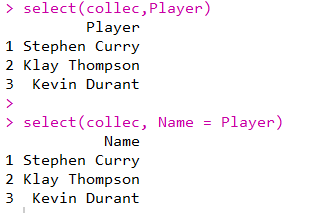 > select(collec,Player)
         Player
1 Stephen Curry
2 Klay Thompson
3  Kevin Durant
>
> select(collec, Name = Player)
           Name
1 Stephen Curry
2 Klay Thompson
3  Kevin Durant